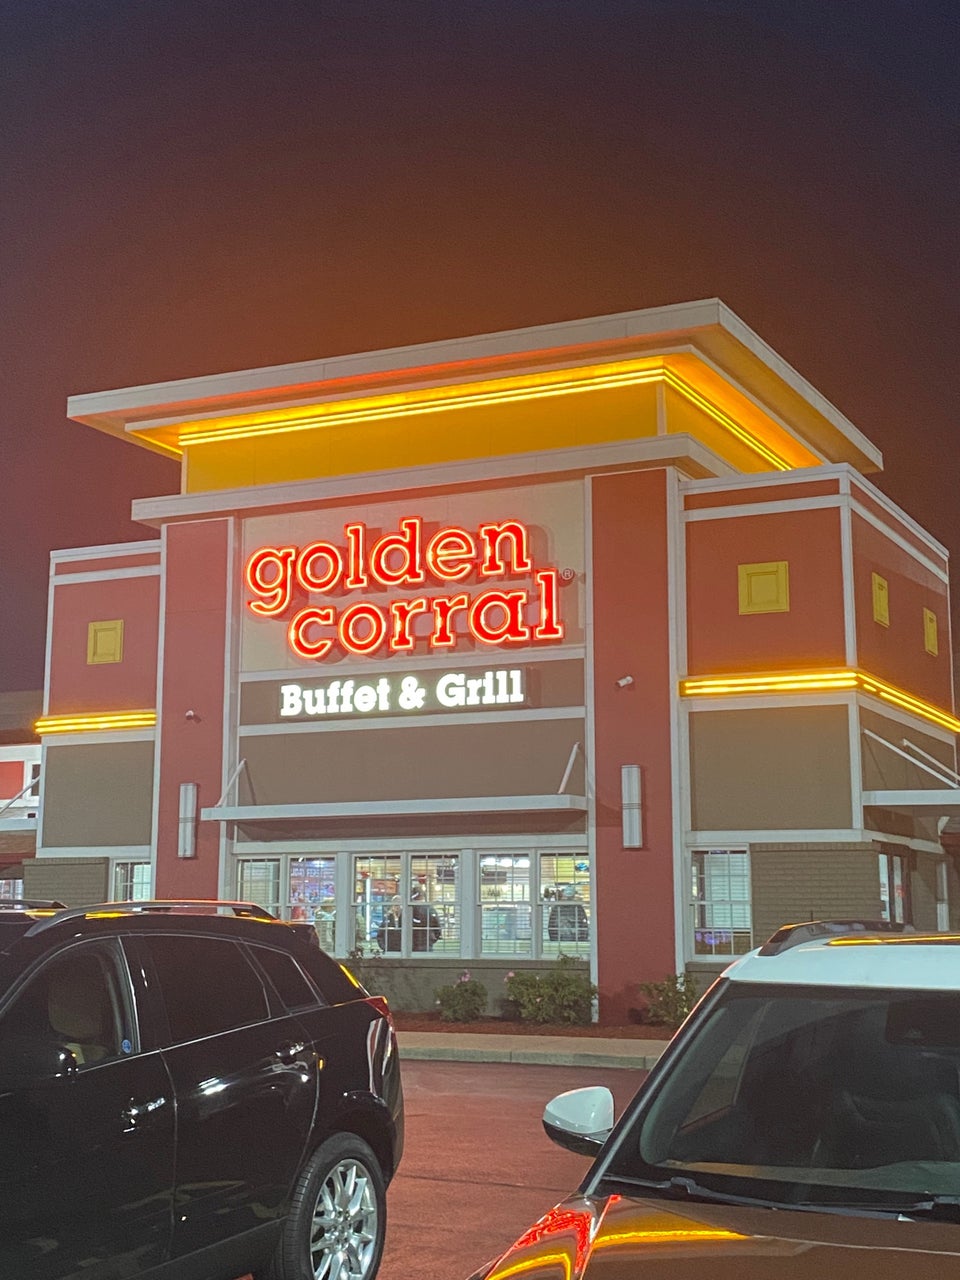 golden
corral®
Buffet & Grill